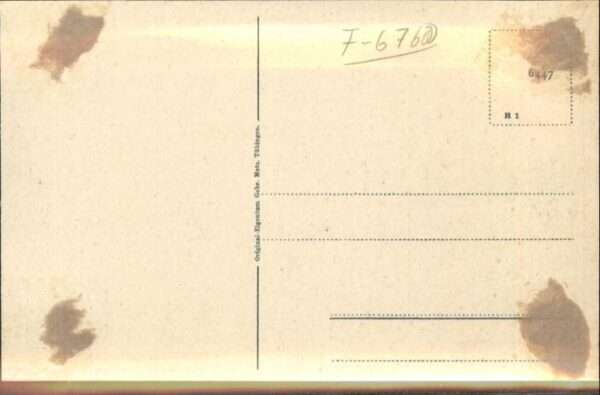 F-676@
6447
H 1
Original-Eigentum Gebr. Metz, Tübingen.